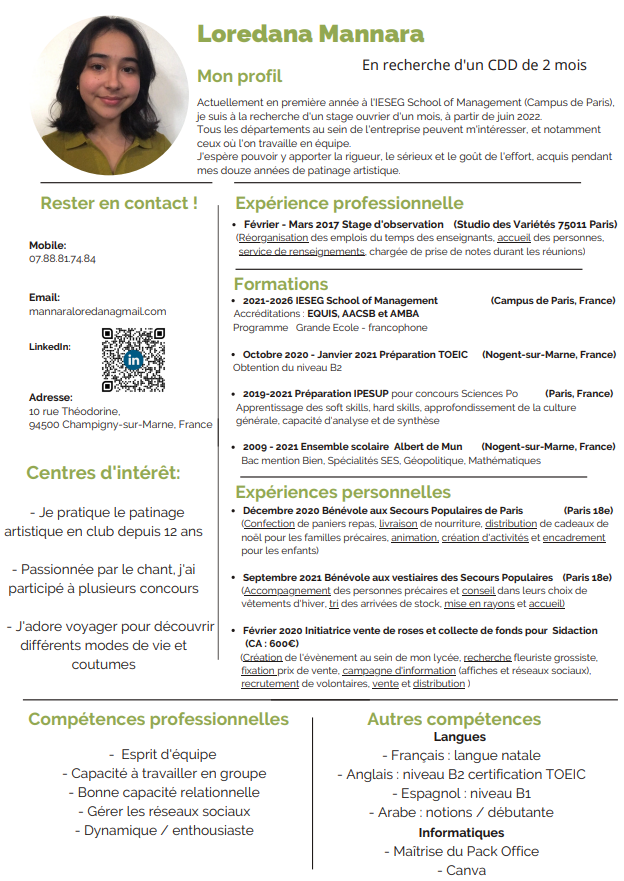 Loredana Mannara
En recherche d'un CDD de 2 mois
Mon profil
Actuellement en première année à l'IESEG School of Management (Campus de Paris),
je suis à la recherche d'un stage ouvrier d'un mois, à partir de juin 2022.
Tous les départements au sein de l'entreprise peuvent m'intéresser, et notamment
ceux où l'on travaille en équipe.
J'espère pouvoir y apporter la rigueur, le sérieux et le goût de l'effort, acquis pendant
mes douze années de patinage artistique.
Rester en contact !
Mobile:
07.88.81.74.84
Email:
mannaraloredanagmail.com
LinkedIn:
in
Adresse:
10 rue Théodorine,
94500 Champigny-sur-Marne, France
Centres d'intérêt:
- Je pratique le patinage
artistique en club depuis 12 ans
- Passionnée par le chant, j'ai
participé à plusieurs concours
- J'adore voyager pour découvrir
différents modes de vie et
coutumes
Expérience professionnelle
• Février - Mars 2017 Stage d'observation (Studio des Variétés 75011 Paris)
(Réorganisation des emplois du temps des enseignants, accueil des personnes,
service de renseignements, chargée de prise de notes durant les réunions)
Formations
• 2021-2026 IESEG School of Management (Campus de Paris, France)
Accréditations : EQUIS, AACSB et AMBA
Programme Grande Ecole - francophone
• Octobre 2020 - Janvier 2021 Préparation TOEIC (Nogent-sur-Marne, France)
Obtention du niveau B2
• 2019-2021 Préparation IPESUP pour concours Sciences Po (Paris, France)
Apprentissage des soft skills, hard skills, approfondissement de la culture
générale, capacité d'analyse et de synthèse
• 2009 - 2021 Ensemble scolaire Albert de Mun (Nogent-sur-Marne, France)
Bac mention Bien, Spécialités SES, Géopolitique, Mathématiques
Expériences personnelles
• Décembre 2020 Bénévole aux Secours Populaires de Paris (Paris 18e)
(Confection de paniers repas, livraison de nourriture, distribution de cadeaux de
noël pour les familles précaires, animation, création d'activités et encadrement
pour les enfants)
• Septembre 2021 Bénévole aux vestiaires des Secours Populaires (Paris 18e)
(Accompagnement des personnes précaires et conseil dans leurs choix de
vêtements d'hiver, tri des arrivées de stock, mise en rayons et accueil)
• Février 2020 Initiatrice vente de roses et collecte de fonds pour Sidaction
(CA : 600€)
(Création de l'évènement au sein de mon lycée, recherche fleuriste grossiste,
fixation prix de vente, campagne d'information (affiches et réseaux sociaux),
recrutement de volontaires, vente et distribution )
Compétences professionnelles
- Esprit d'équipe
- Capacité à travailler en groupe
- Bonne capacité relationnelle
- Gérer les réseaux sociaux
- Dynamique / enthousiaste
Autres compétences
Langues
- Français : langue natale
- Anglais : niveau B2 certification TOEIC
- Espagnol : niveau B1
- Arabe : notions / débutante
Informatiques
- Maîtrise du Pack Office
- Canva